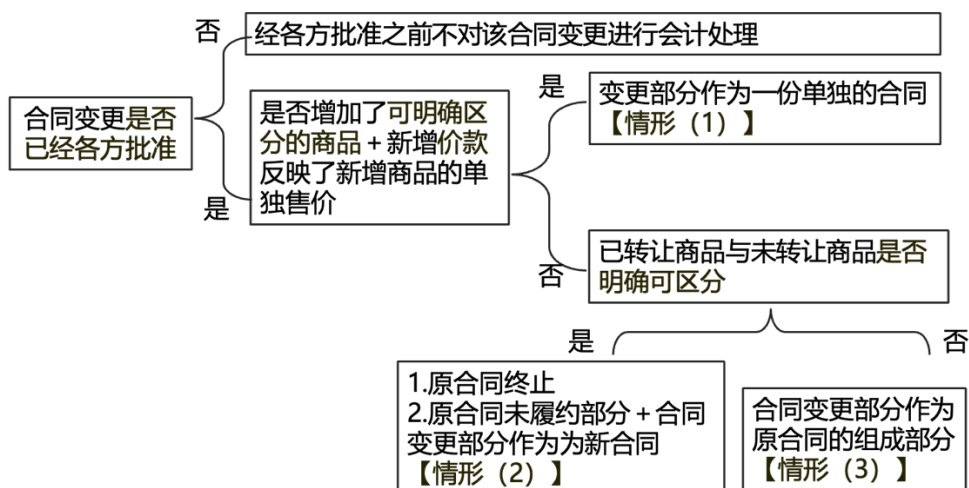 否
经各方批准之前不对该合同变更进行会计处理
合同变更是否
已经各方批准
是
是否增加了可明确区
分的商品+新增价款
反映了新增商品的单
独售价
是
变更部分作为一份单独的合同
【情形（1）】
否
已转让商品与未转让商品是否
明确可区分
是
1.原合同终止
2.原合同未履约部分+合同
变更部分作为为新合同
【情形（2）】
否
合同变更部分作为
原合同的组成部分
【情形（3）】